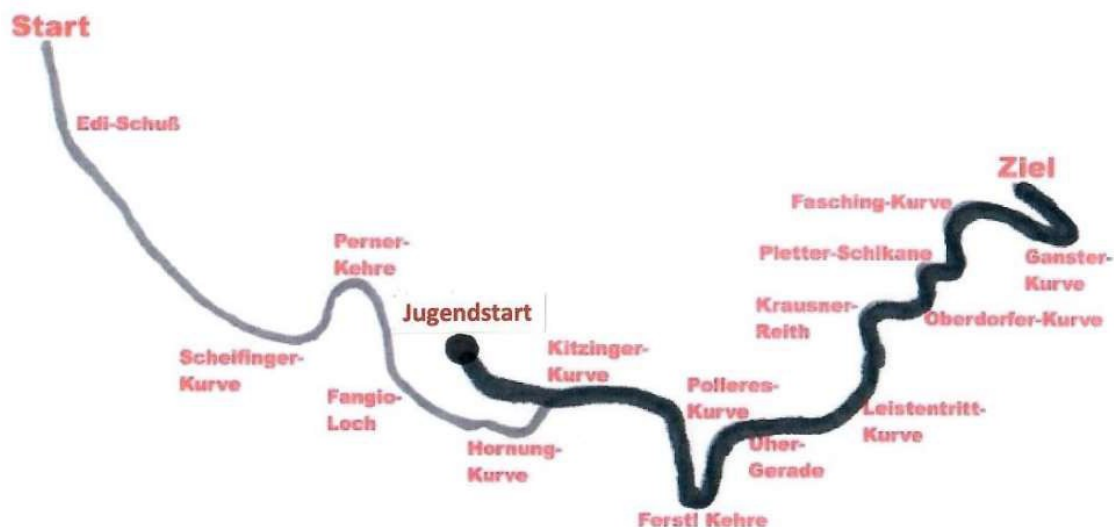 Start
Edi-Schuß
Scheifinger-
Kurve
Perner-
Kehre
Fangio-
Loch
Jugendstart
Hornung-
Kurve
Kitzinger-
Kurve
Ferstl Kehre
Polleres-
Kurve
Uher-
Gerade
Leistentritt-
Kurve
Krausner-
Reith
Oberdorfer-Kurve
Pletter-Schikane
Fasching-Kurve
Ganster-
Kurve
Ziel